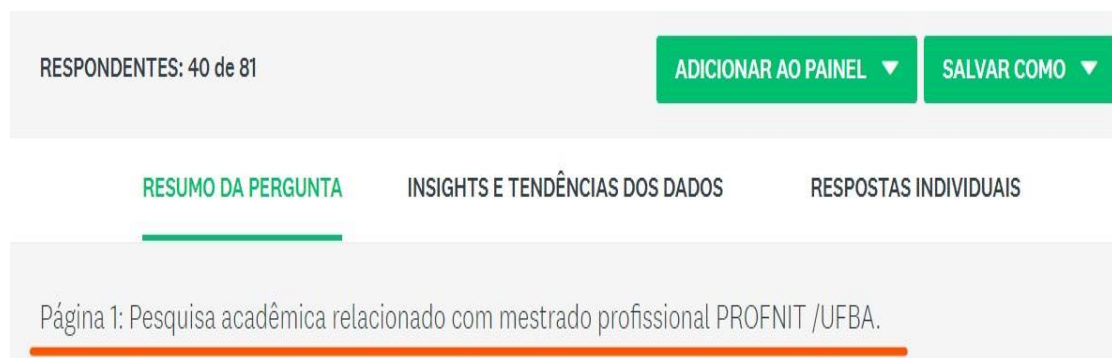 RESPONDENTES: 40 de 81
ADICIONAR AO PAINEL
SALVAR COMO
RESUMO DA PERGUNTA
INSIGHTS E TENDÊNCIAS DOS DADOS
RESPOSTAS INDIVIDUAIS
Página 1: Pesquisa acadêmica relacionado com mestrado profissional PROFNIT /UFBA.